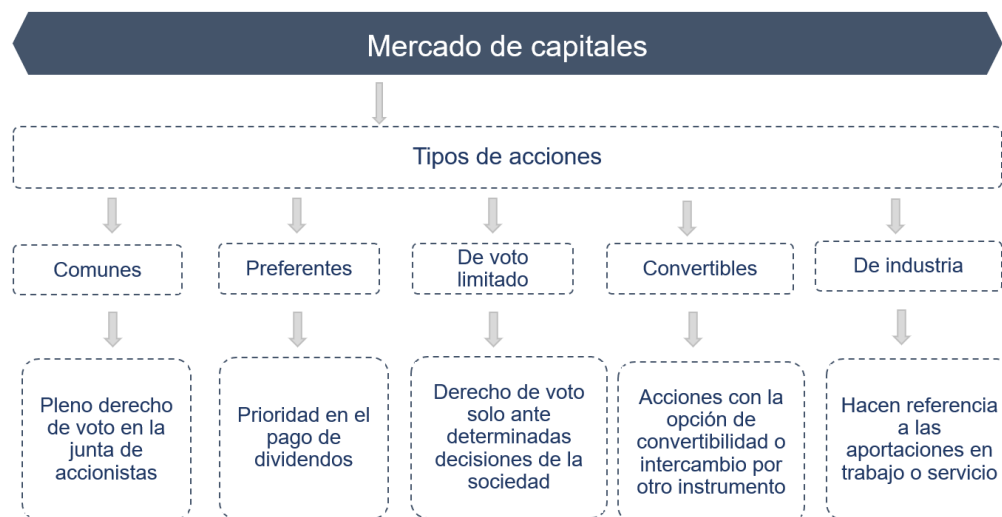 Mercado de capitales
Tipos de acciones
Comunes
Preferentes
De voto
limitado
Convertibles
De industria
Pleno derecho
de voto en la
junta de
accionistas
Prioridad en el
pago de
dividendos
Derecho de voto
solo ante
determinadas
decisiones de la
sociedad
Acciones con la
opción de
convertibilidad o
intercambio por
otro instrumento
Hacen referencia
a las
aportaciones en
trabajo o servicio